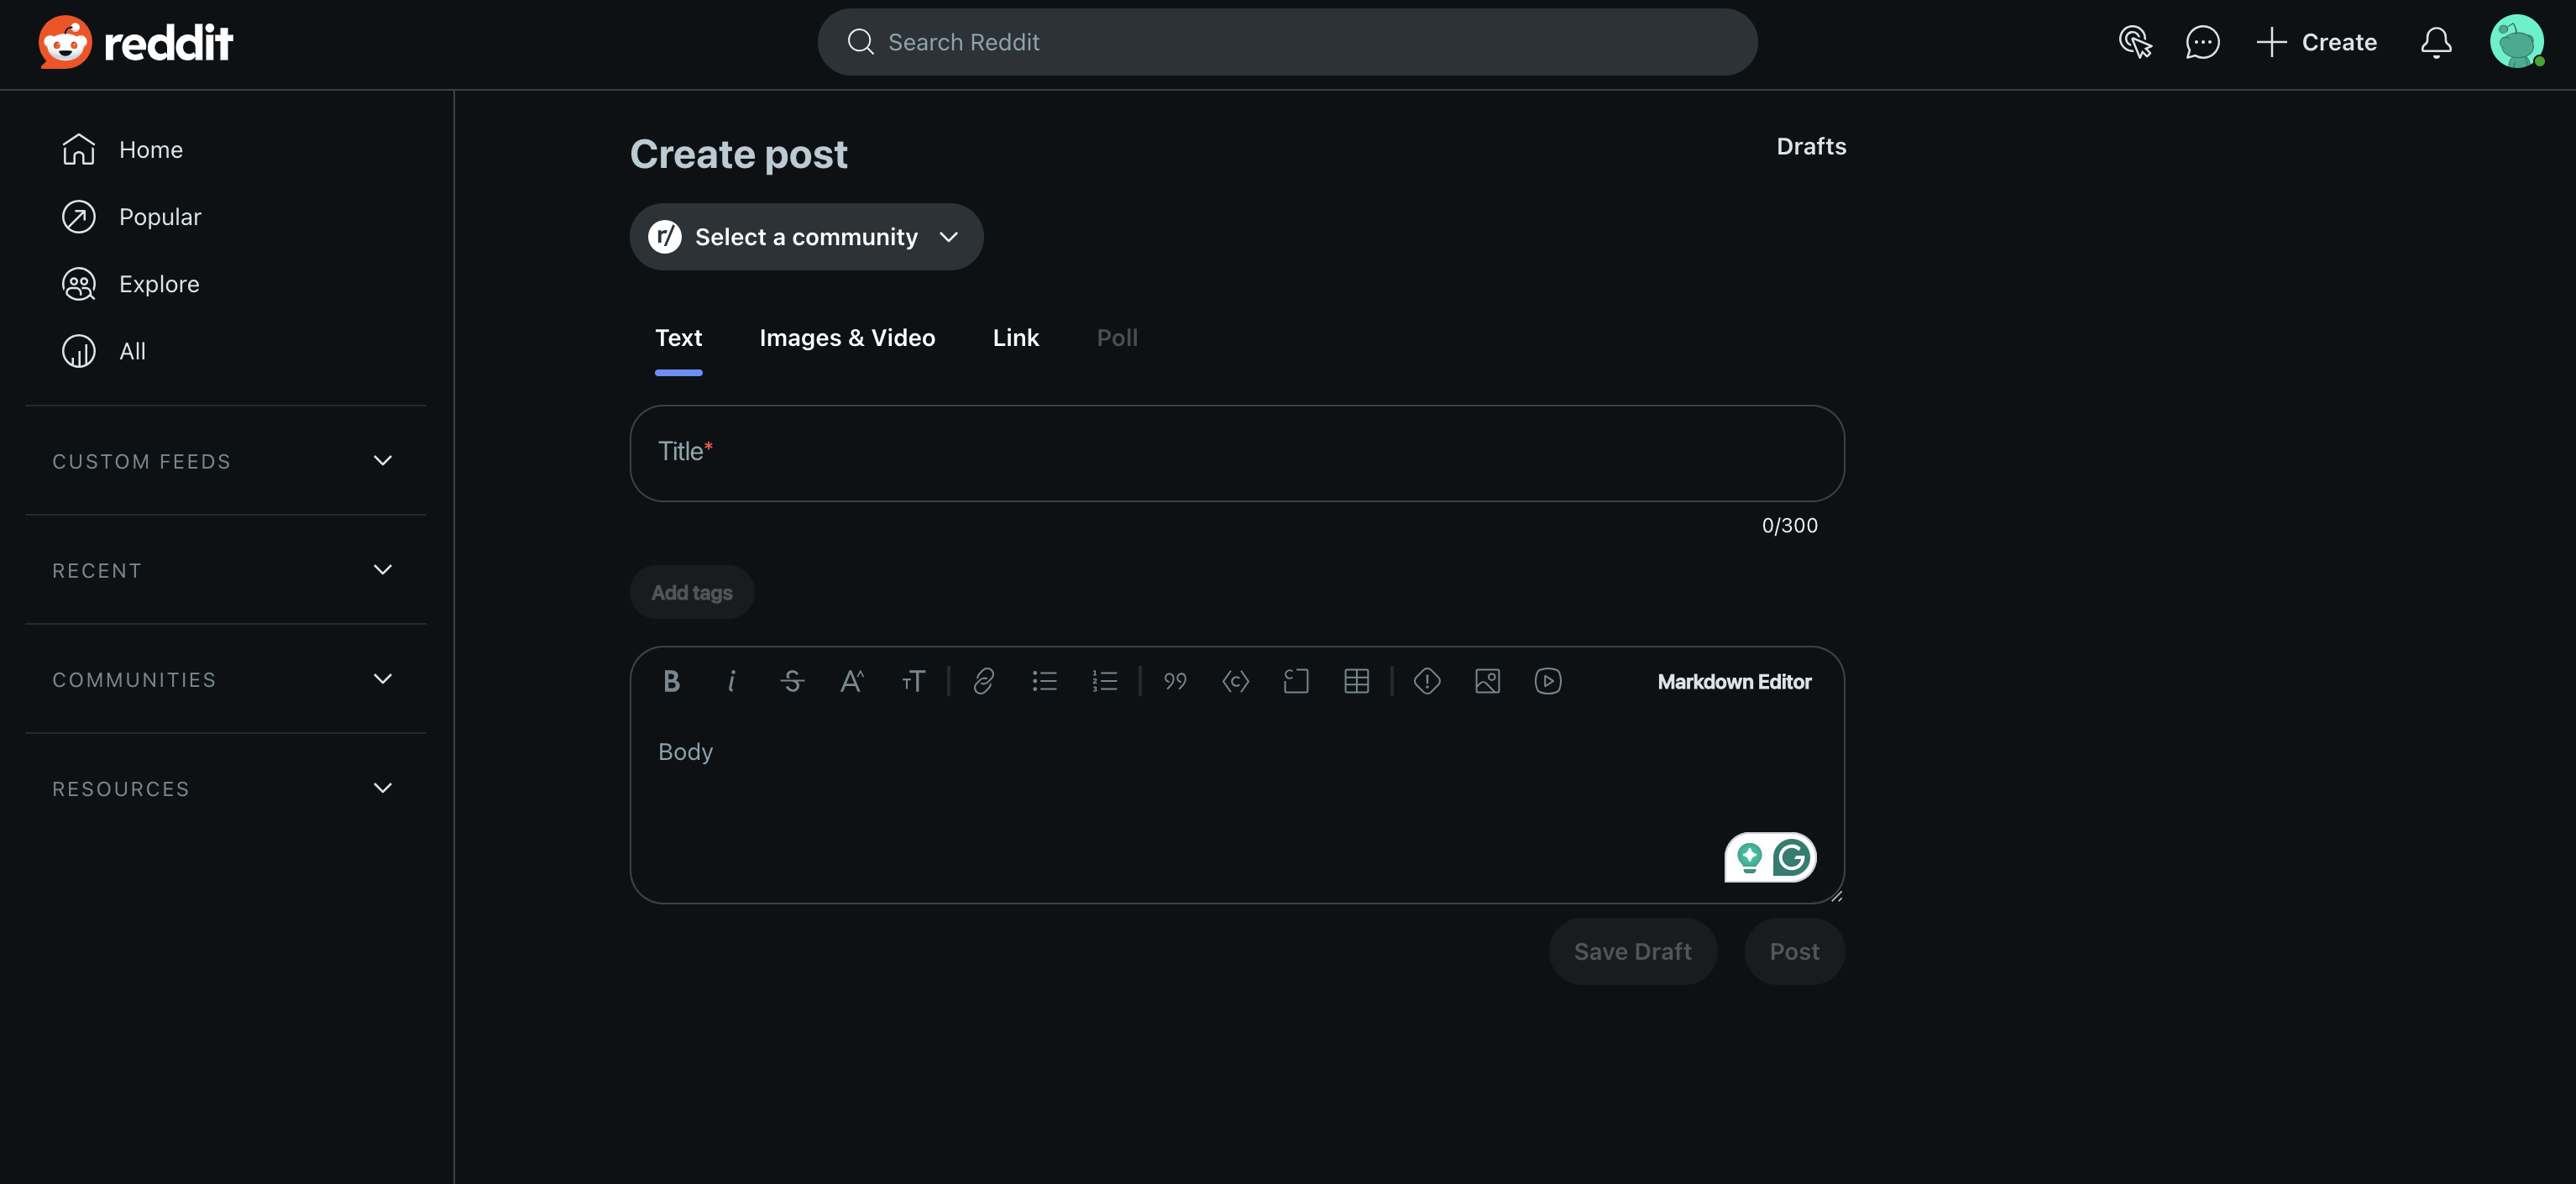 reddit
Search Reddit
Create
Home
Popular
Explore
All
CUSTOM FEEDS
RECENT
COMMUNITIES
RESOURCES
Create post
Drafts
r/ Select a community
Text Images & Video Link Poll
Title*
0/300
Add tags
Markdown Editor
Body
Save Draft Post